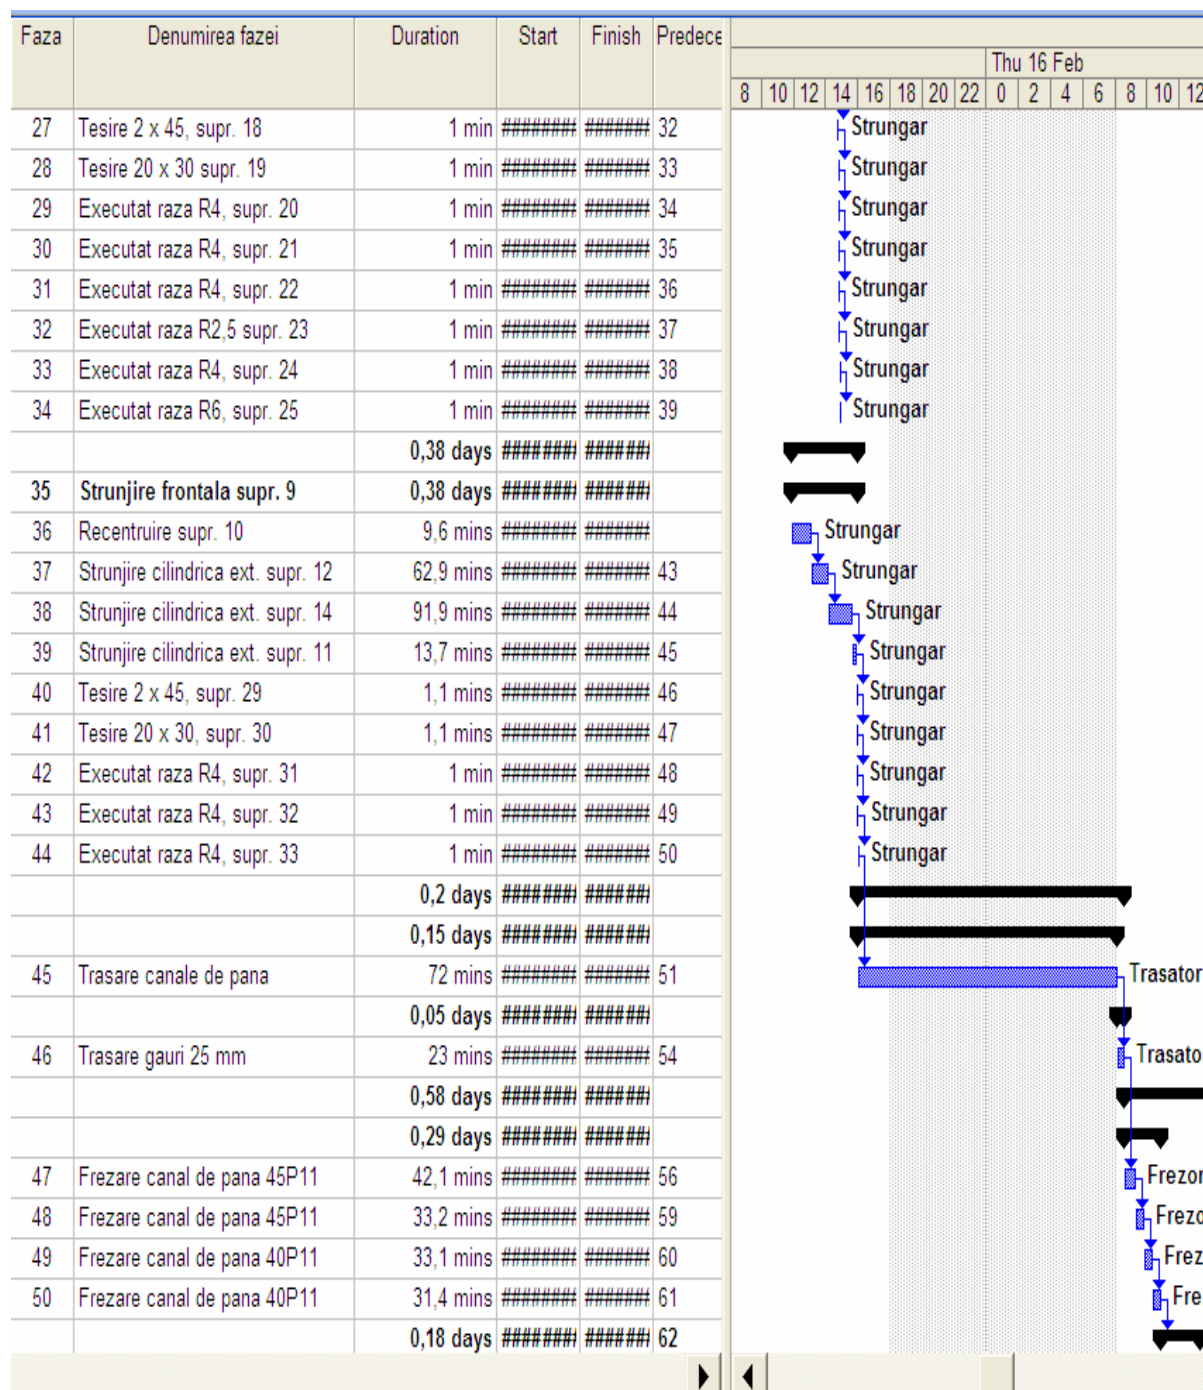 Faza Denumirea fazei Duration Start Finish Predece
Thu 16 Feb
8 10 12 14 16 18 20 22 0 2 4 6 8 10 12
27 Tesire 2 x 45, supr. 18 1 min ######## ####### 32 Strungar
28 Tesire 20 x 30 supr. 19 1 min ######## ####### 33 Strungar
29 Executat raza R4, supr. 20 1 min ######## ####### 34 Strungar
30 Executat raza R4, supr. 21 1 min ######## ####### 35 Strungar
31 Executat raza R4, supr. 22 1 min ######## ####### 36 Strungar
32 Executat raza R2,5 supr. 23 1 min ######## ####### 37 Strungar
33 Executat raza R4, supr. 24 1 min ######## ####### 38 Strungar
34 Executat raza R6, supr. 25 1 min ######## ####### 39 Strungar
0,38 days ####### ######
35 Strunjire frontala supr. 9 0,38 days ####### ######
36 Recentruire supr. 10 9,6 mins ######## ####### Strungar
37 Strunjire cilindrica ext. supr. 12 62,9 mins ######## ####### 43 Strungar
38 Strunjire cilindrica ext. supr. 14 91,9 mins ######## ####### 44 Strungar
39 Strunjire cilindrica ext. supr. 11 13,7 mins ######## ####### 45 Strungar
40 Tesire 2 x 45, supr. 29 1,1 mins ######## ####### 46 Strungar
41 Tesire 20 x 30, supr. 30 1,1 mins ######## ####### 47 Strungar
42 Executat raza R4, supr. 31 1 min ######## ####### 48 Strungar
43 Executat raza R4, supr. 32 1 min ######## ####### 49 Strungar
44 Executat raza R4, supr. 33 1 min ######## ####### 50 Strungar
0,2 days ####### ######
0,15 days ####### ######
45 Trasare canale de pana 72 mins ######## ####### 51 Trasator
0,05 days ####### ######
46 Trasare gauri 25 mm 23 mins ######## ####### 54 Trasato
0,58 days ####### ######
0,29 days ####### ######
47 Frezare canal de pana 45P11 42,1 mins ######## ####### 56 Frezor
48 Frezare canal de pana 45P11 33,2 mins ######## ####### 59 Frezo
49 Frezare canal de pana 40P11 33,1 mins ######## ####### 60 Frez
50 Frezare canal de pana 40P11 31,4 mins ######## ####### 61 Fre
0,18 days ####### ###### 62